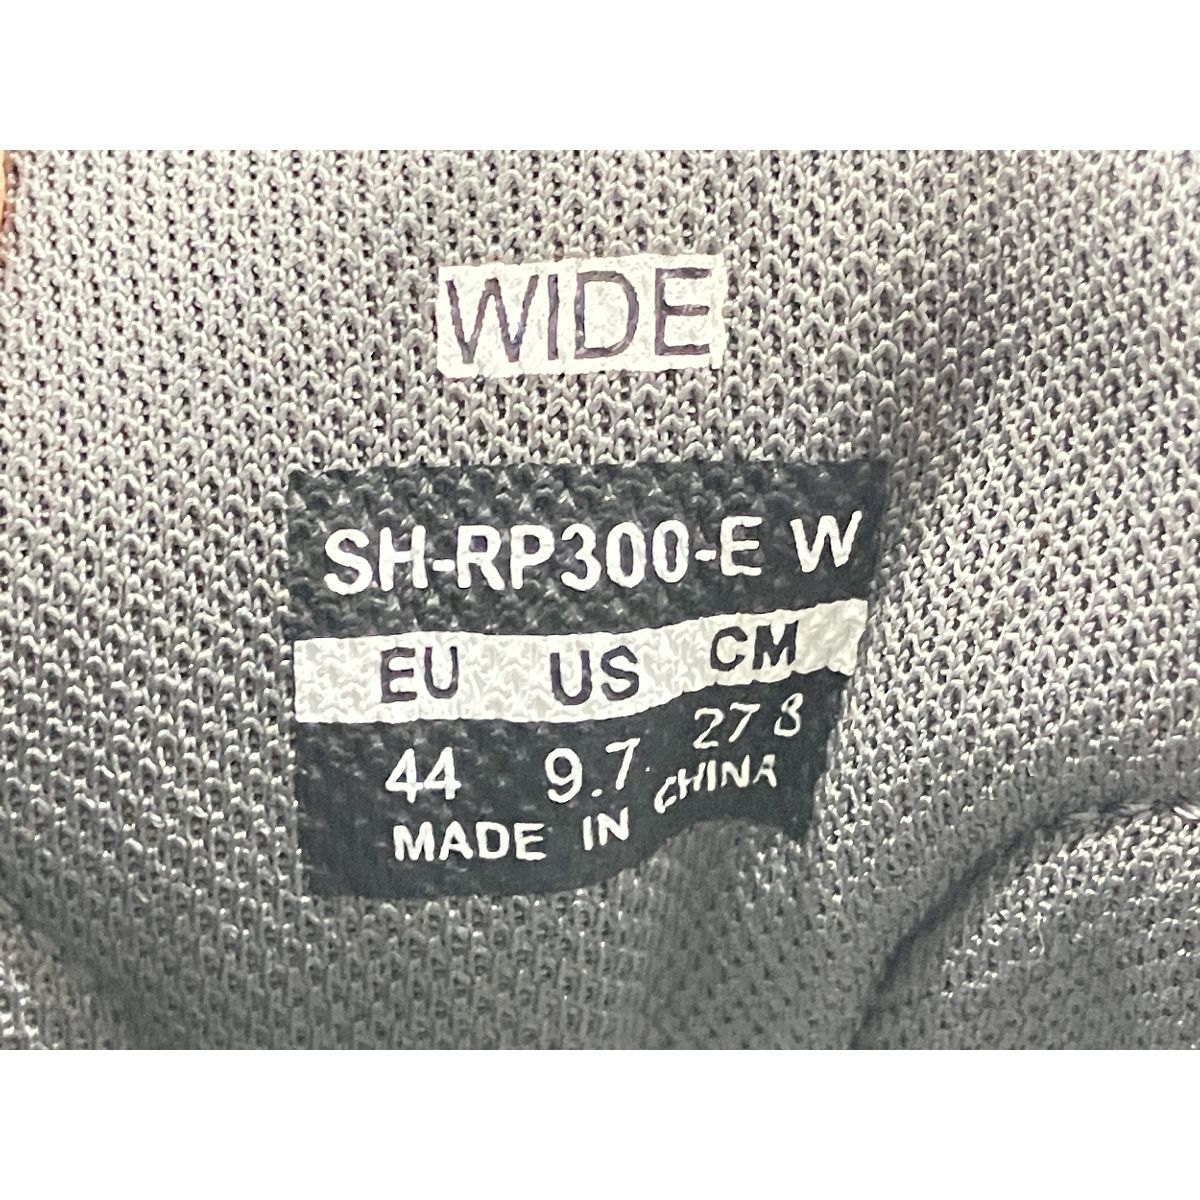 WIDE
SH-RP300-E W
EU US CM
44 9.7 27.8
MADE IN CHINA